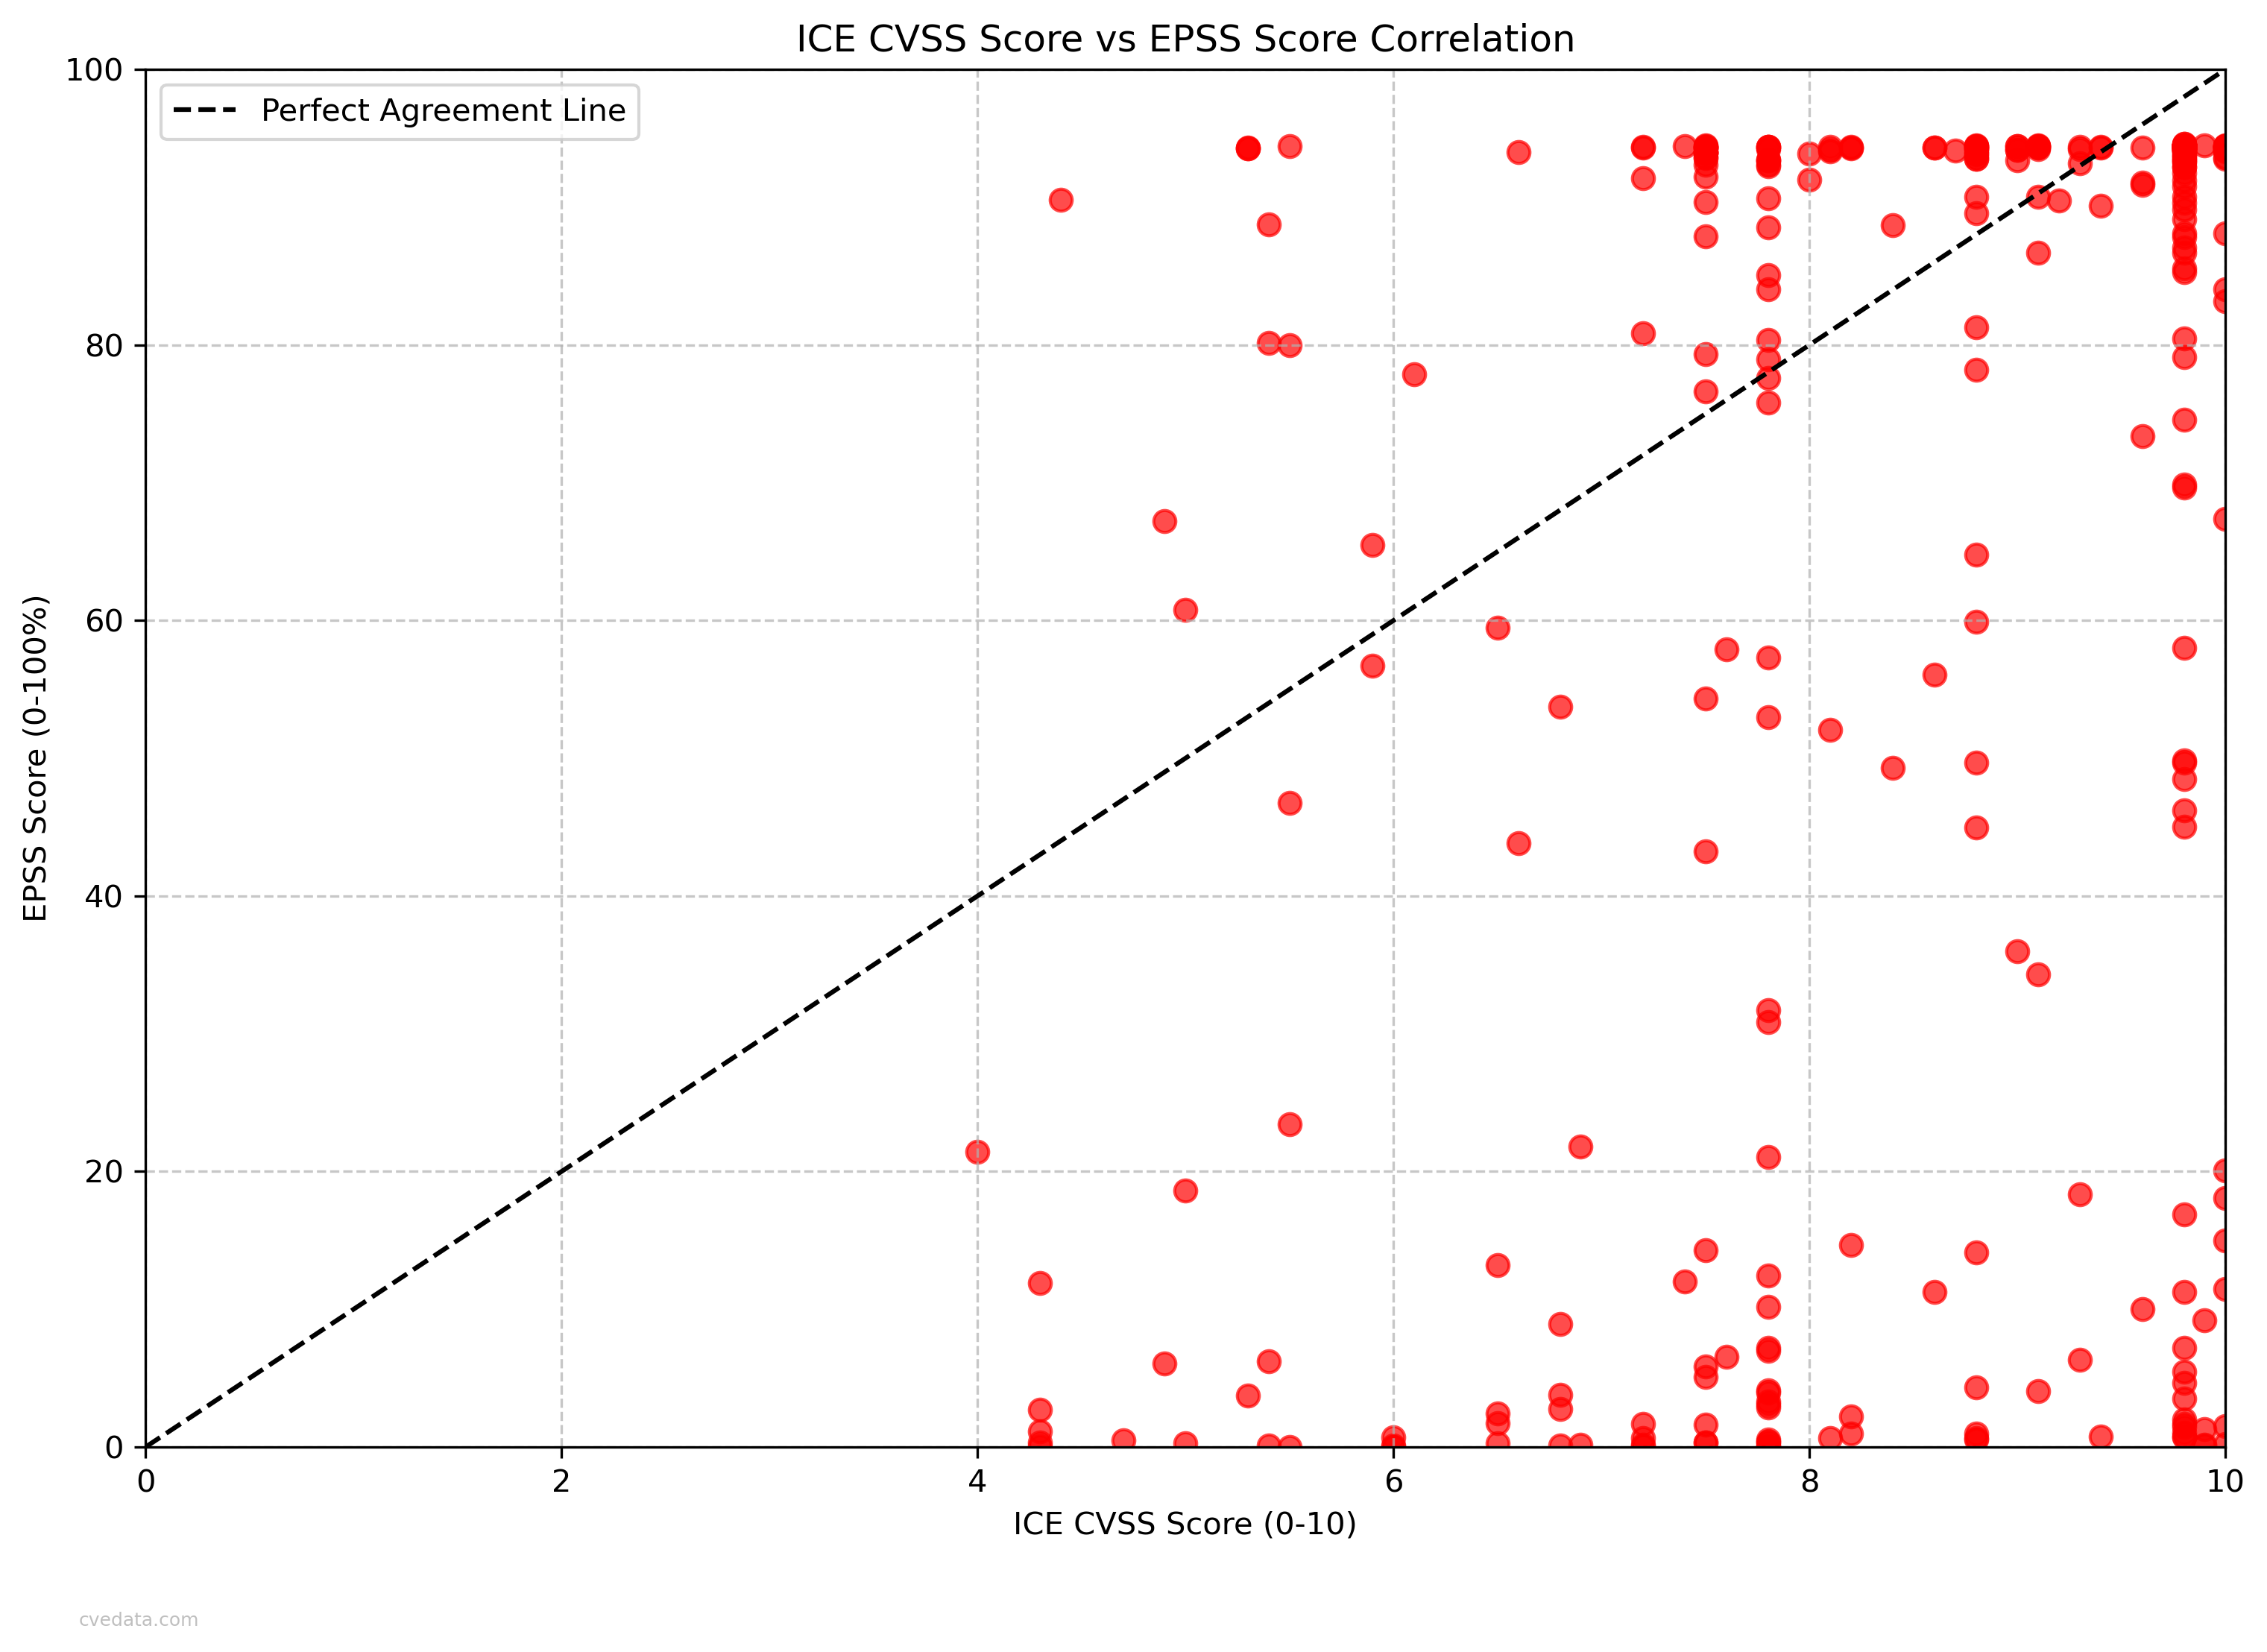 ICE CVSS Score vs EPSS Score Correlation
Perfect Agreement Line
EPSS Score (0-100%)
100
80
60
40
20
0
0 2 4 6 8 10
ICE CVSS Score (0-10)
cvedata.com